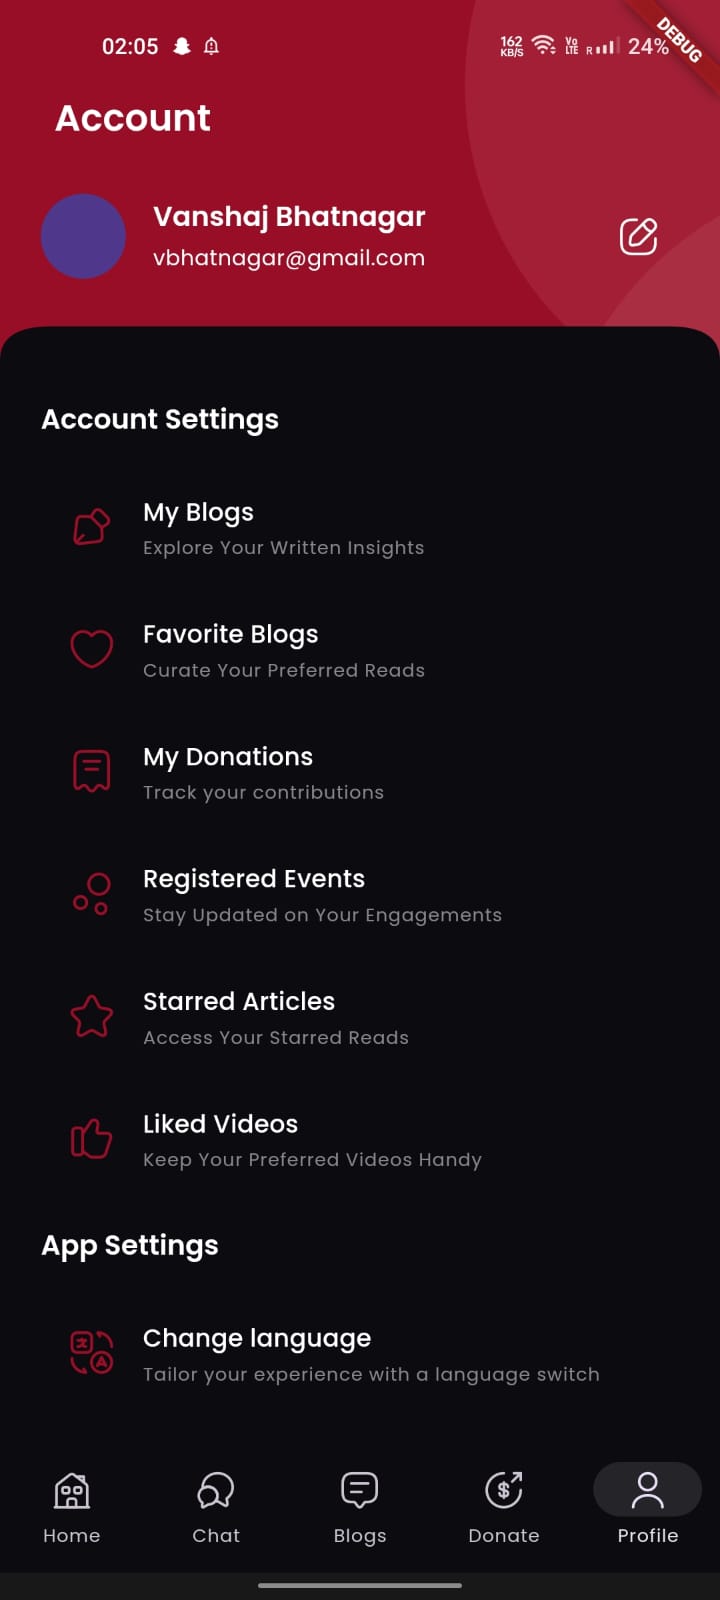 02:05 162 KB/S Vo LTE R 24%
DEBUG
Account
Vanshaj Bhatnagar
vbhatnagar@gmail.com
Account Settings
My Blogs
Explore Your Written Insights
Favorite Blogs
Curate Your Preferred Reads
My Donations
Track your contributions
Registered Events
Stay Updated on Your Engagements
Starred Articles
Access Your Starred Reads
Liked Videos
Keep Your Preferred Videos Handy
App Settings
Change language
Tailor your experience with a language switch
Home Chat Blogs Donate Profile